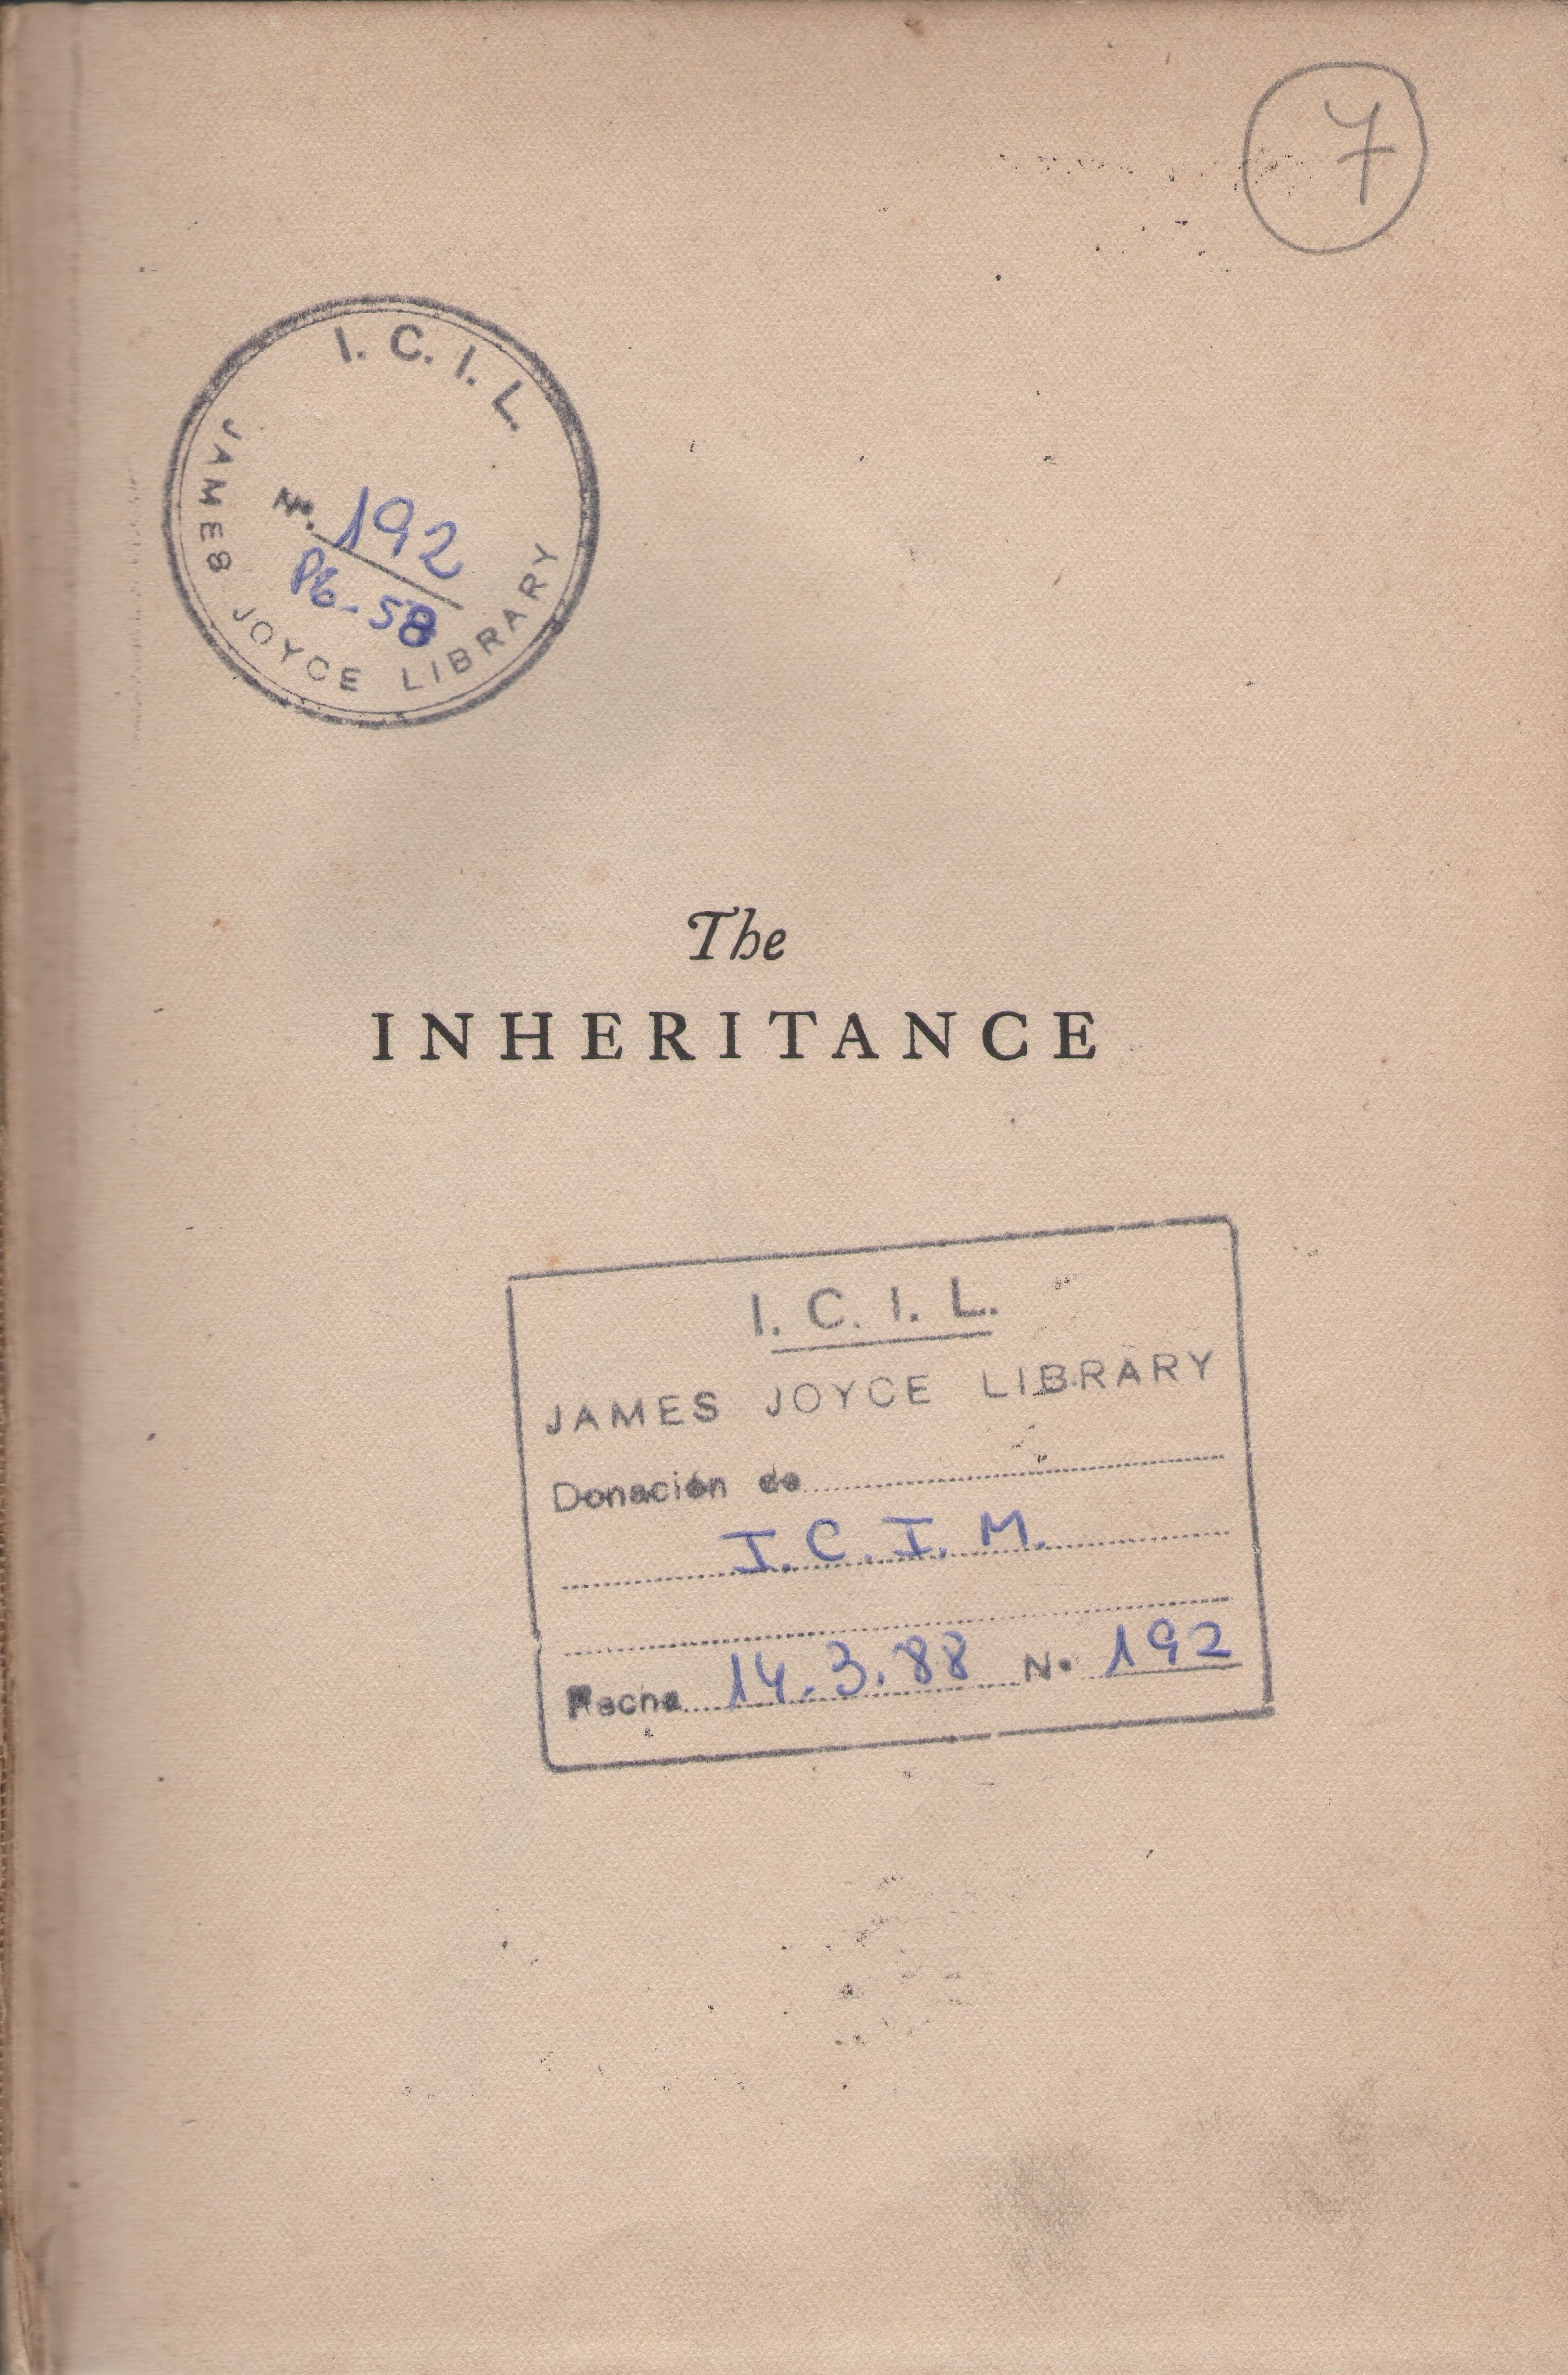 7
I. C. I. L.
Nº. 192
P6-58
JAMES JOYCE LIBRARY
The
INHERITANCE
I. C. I. L.
JAMES JOYCE LIBRARY
Donación de
I. C. I. M.
Fecha 14.3.88 Nº 192